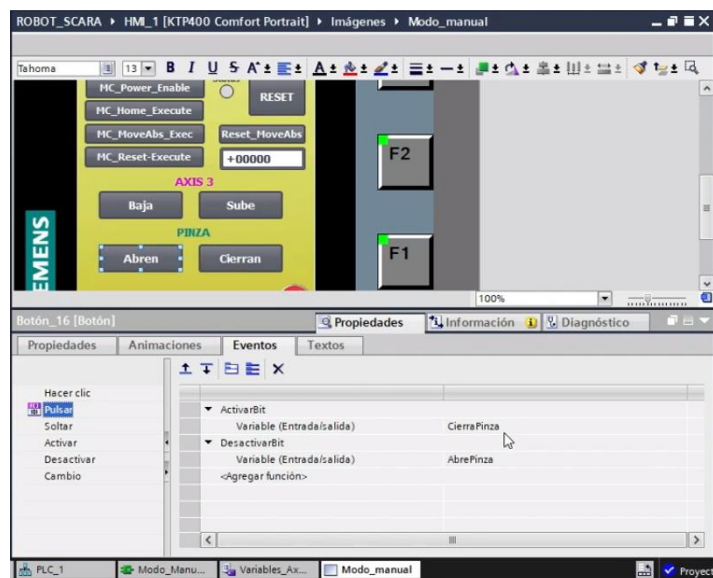 ROBOT_SCARA ▸ HMI_1 [KTP400 Comfort Portrait] ▸ Imágenes ▸ Modo_manual
Tahoma 13 B I U S A
MC_Power_Enable
RESET
MC_Home_Execute
MC_MoveAbs_Exec Reset_MoveAbs
MC_Reset-Execute +00000
AXIS 3
Baja Sube
PINZA
Abren Cierran
EMENS
F2
F1
100%
Botón_16 [Botón] Propiedades Información Diagnóstico
Propiedades Animaciones Eventos Textos
Hacer clic
Pulsar
Soltar
Activar
Desactivar
Cambio
ActivarBit
Variable (Entrada/salida) CierraPinza
DesactivarBit
Variable (Entrada/salida) AbrePinza
<Agregar función>
PLC_1 Modo_Manu... Variables_Ax... Modo_manual Proyect